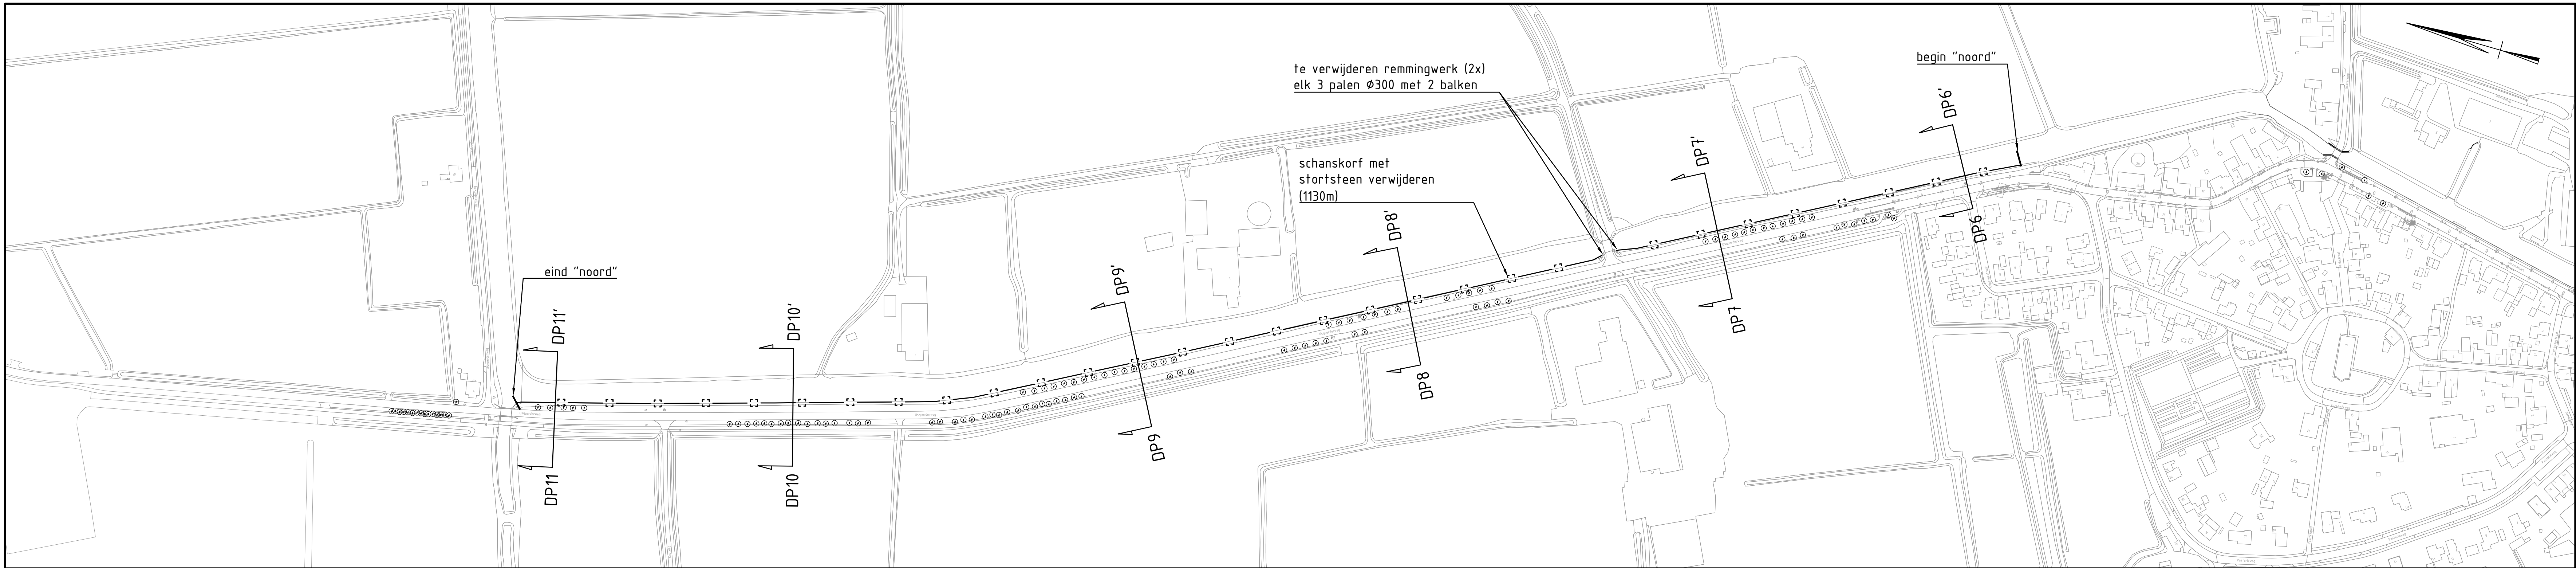 te verwijderen remmingwerk (2x)
elk 3 palen Ø300 met 2 balken
begin "noord"
schanskorf met
stortsteen verwijderen
(1130m)
eind "noord"
DP11'
DP10'
DP9'
DP8'
DP7'
DP6'
DP11
DP10
DP9
DP8
DP7
DP6